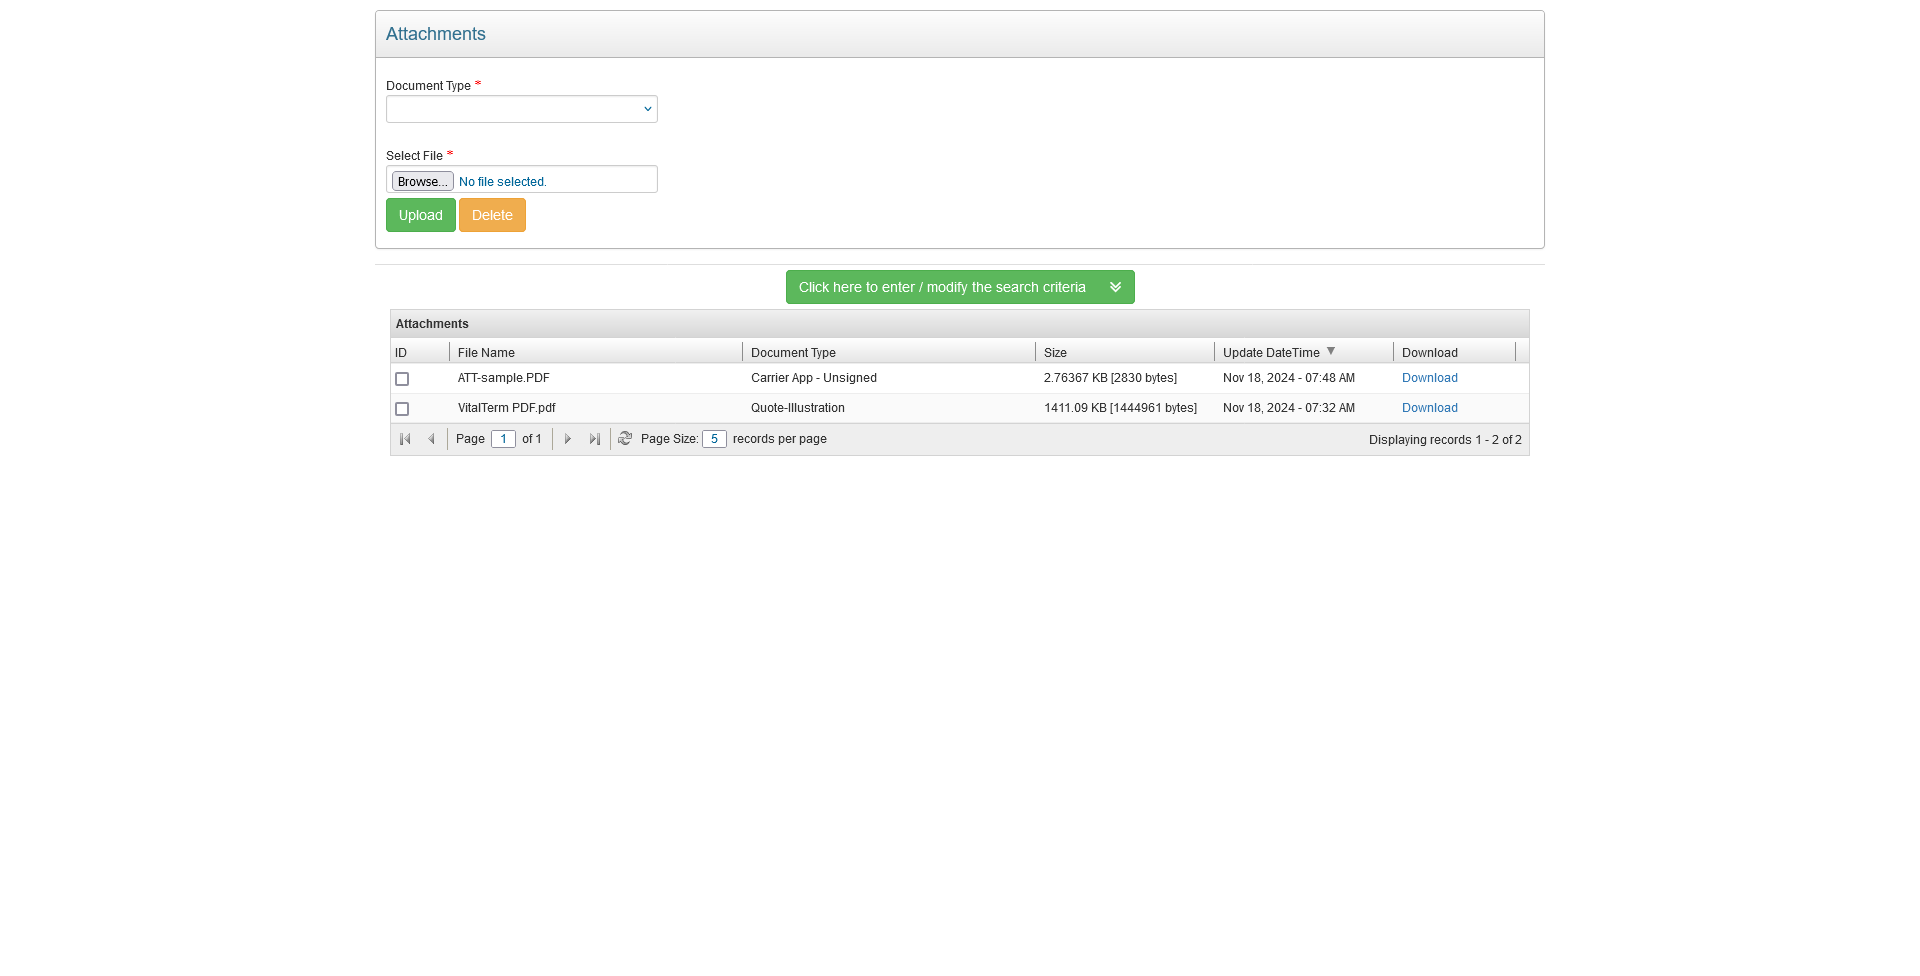 Attachments
Document Type *
Select File *
Browse... No file selected.
Upload Delete
Click here to enter / modify the search criteria
Attachments
ID File Name Document Type Size Update DateTime ▼ Download
ATT-sample.PDF Carrier App - Unsigned 2.76367 KB [2830 bytes] Nov 18, 2024 - 07:48 AM Download
VitalTerm PDF.pdf Quote-Illustration 1411.09 KB [1444961 bytes] Nov 18, 2024 - 07:32 AM Download
Page 1 of 1 Page Size: 5 records per page Displaying records 1 - 2 of 2